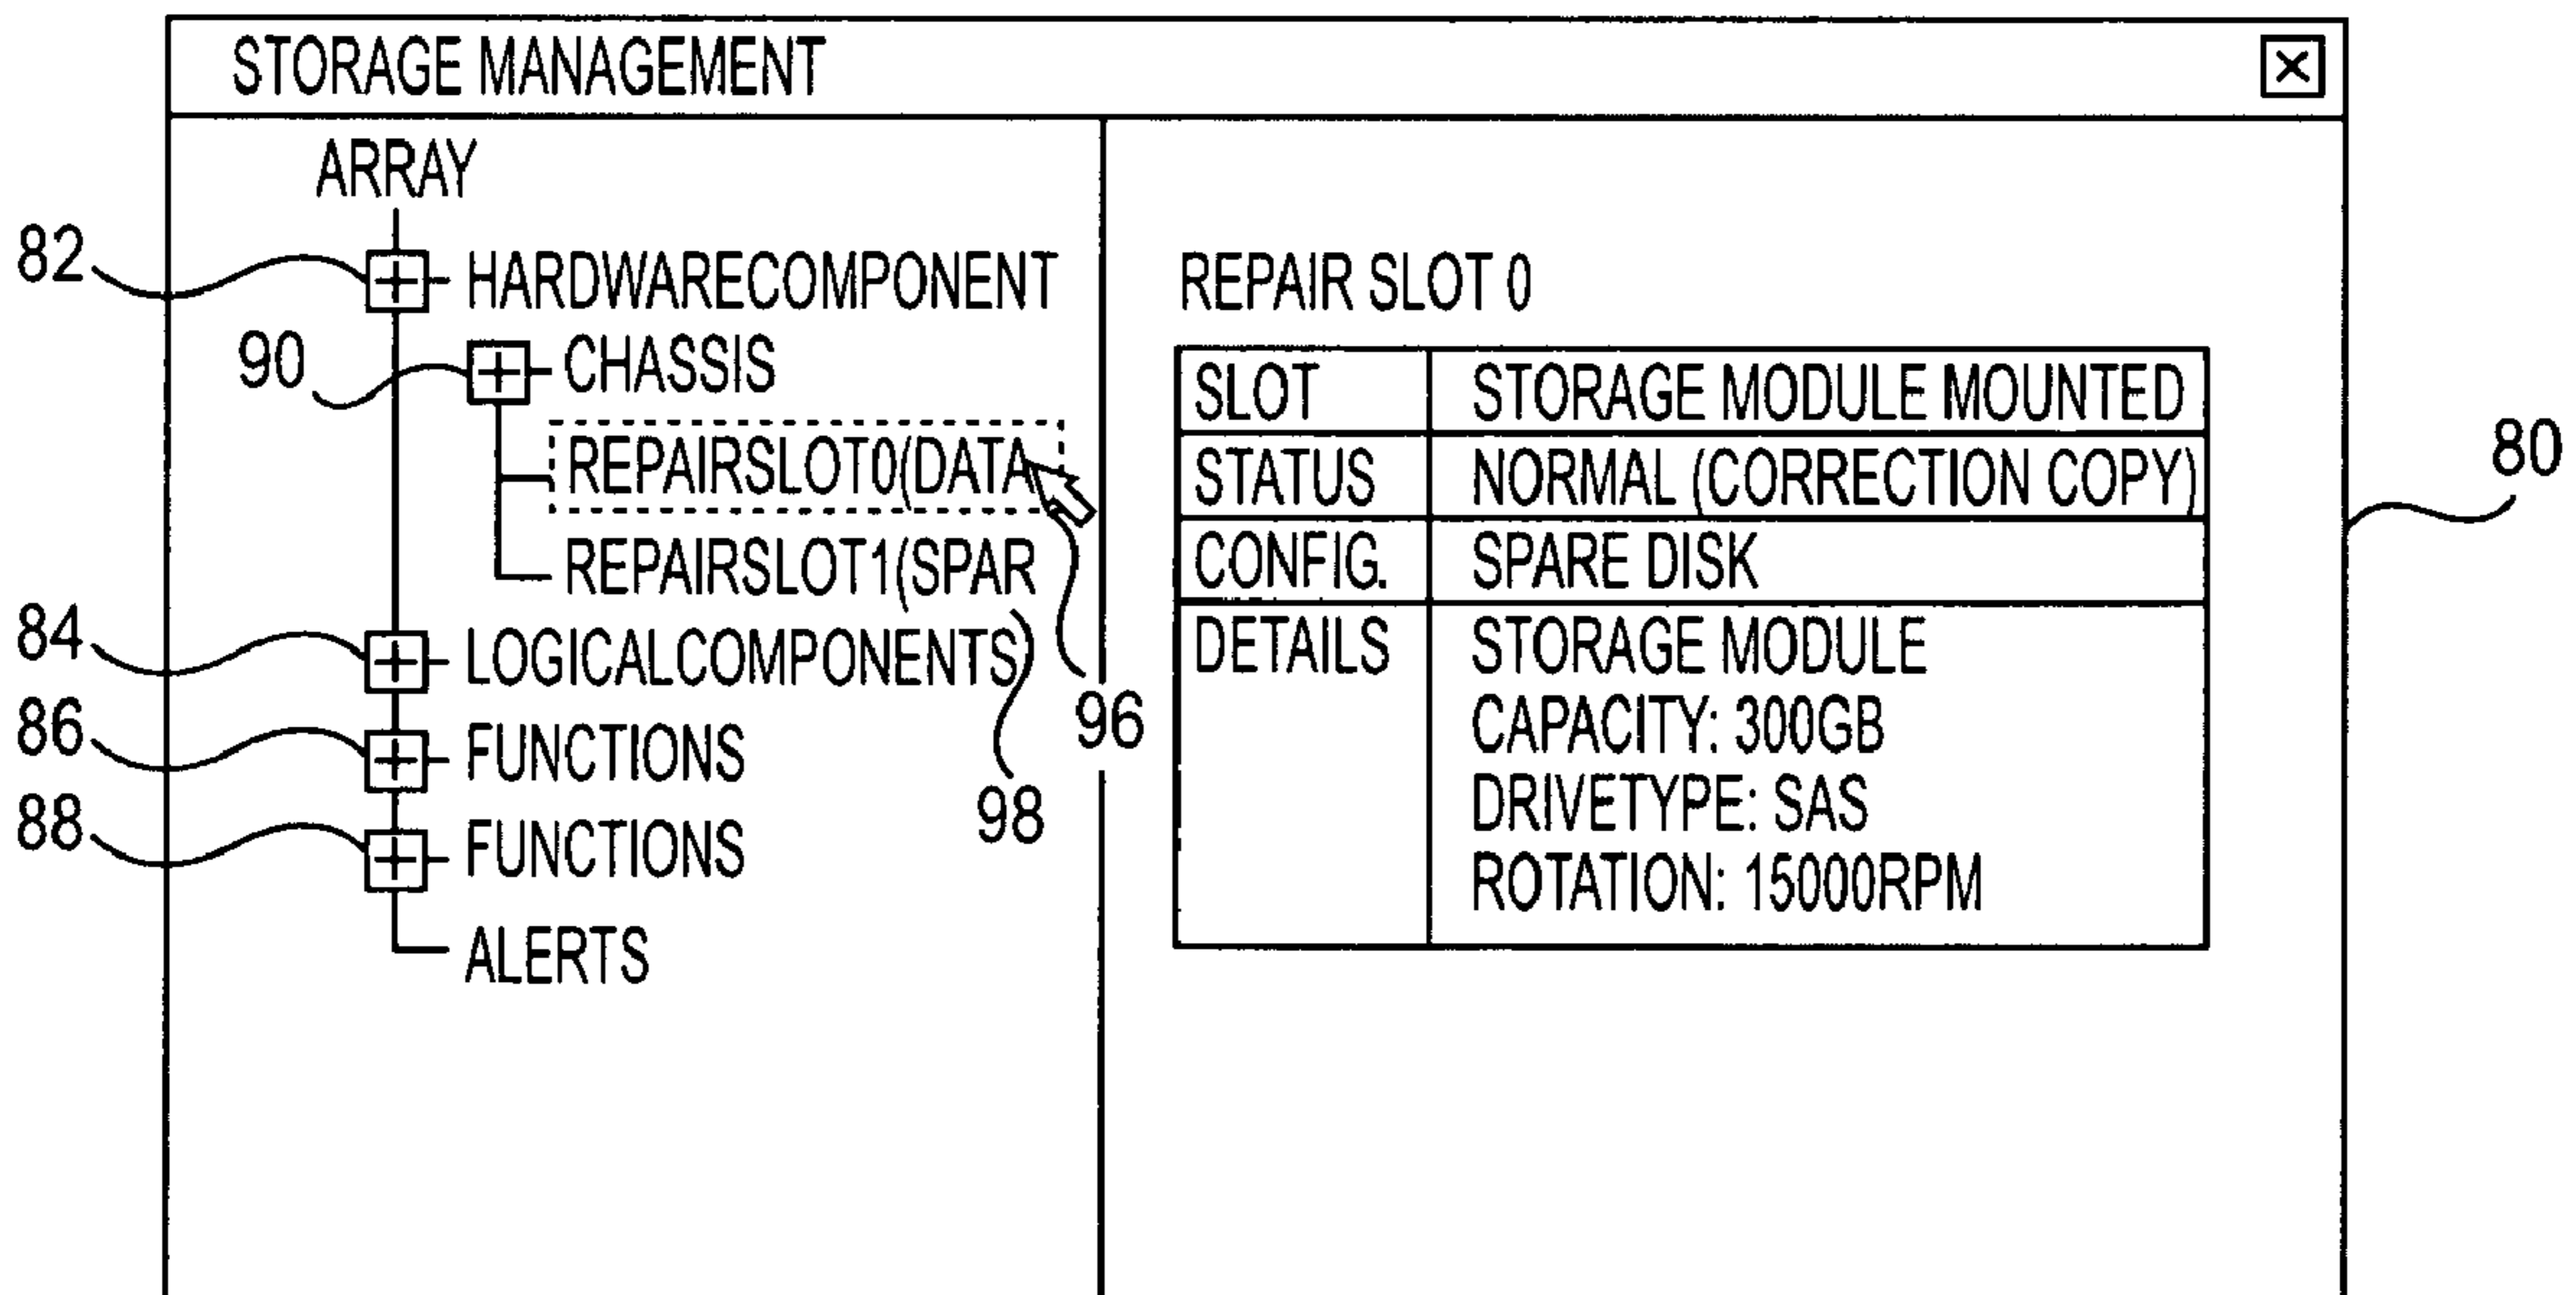 STORAGE MANAGEMENT
ARRAY
82
HARDWARECOMPONENT
90
CHASSIS
REPAIRSLOT0(DATA
REPAIRSLOT1(SPAR
84
LOGICALCOMPONENTS
96
86
FUNCTIONS
98
88
FUNCTIONS
ALERTS
REPAIR SLOT 0
SLOT STORAGE MODULE MOUNTED
STATUS NORMAL (CORRECTION COPY)
CONFIG. SPARE DISK
DETAILS STORAGE MODULE
CAPACITY: 300GB
DRIVETYPE: SAS
ROTATION: 15000RPM
80